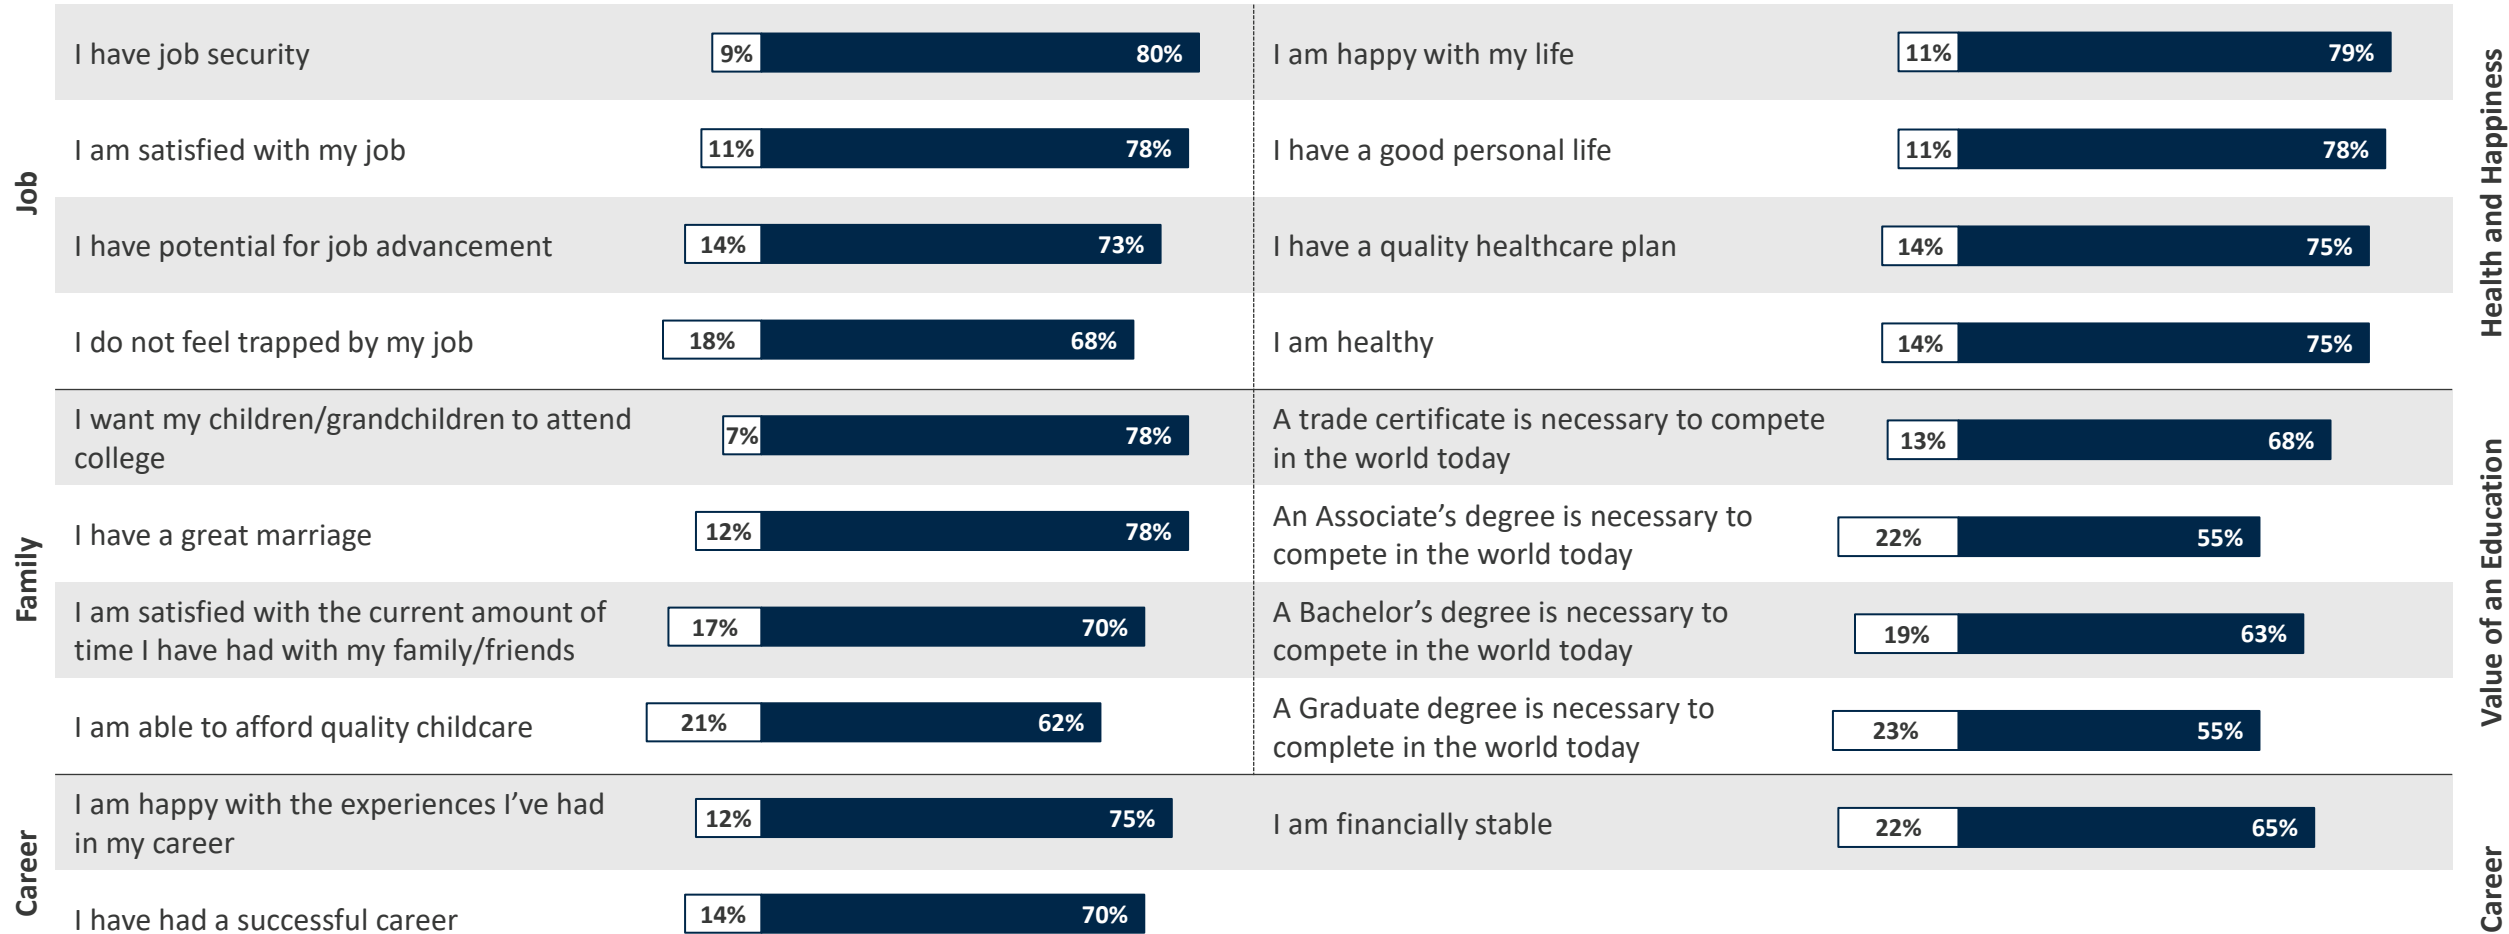 Job
I have job security
9%
80%
I am satisfied with my job
11%
78%
I have potential for job advancement
14%
73%
I do not feel trapped by my job
18%
68%
Health and Happiness
I am happy with my life
11%
79%
I have a good personal life
11%
78%
I have a quality healthcare plan
14%
75%
I am healthy
14%
75%
Family
I want my children/grandchildren to attend
college
7%
78%
I have a great marriage
12%
78%
I am satisfied with the current amount of
time I have had with my family/friends
17%
70%
I am able to afford quality childcare
21%
62%
Value of an Education
A trade certificate is necessary to compete
in the world today
13%
68%
An Associate’s degree is necessary to
compete in the world today
22%
55%
A Bachelor’s degree is necessary to
compete in the world today
19%
63%
A Graduate degree is necessary to
complete in the world today
23%
55%
Career
I am happy with the experiences I’ve had
in my career
12%
75%
I have had a successful career
14%
70%
Career
I am financially stable
22%
65%